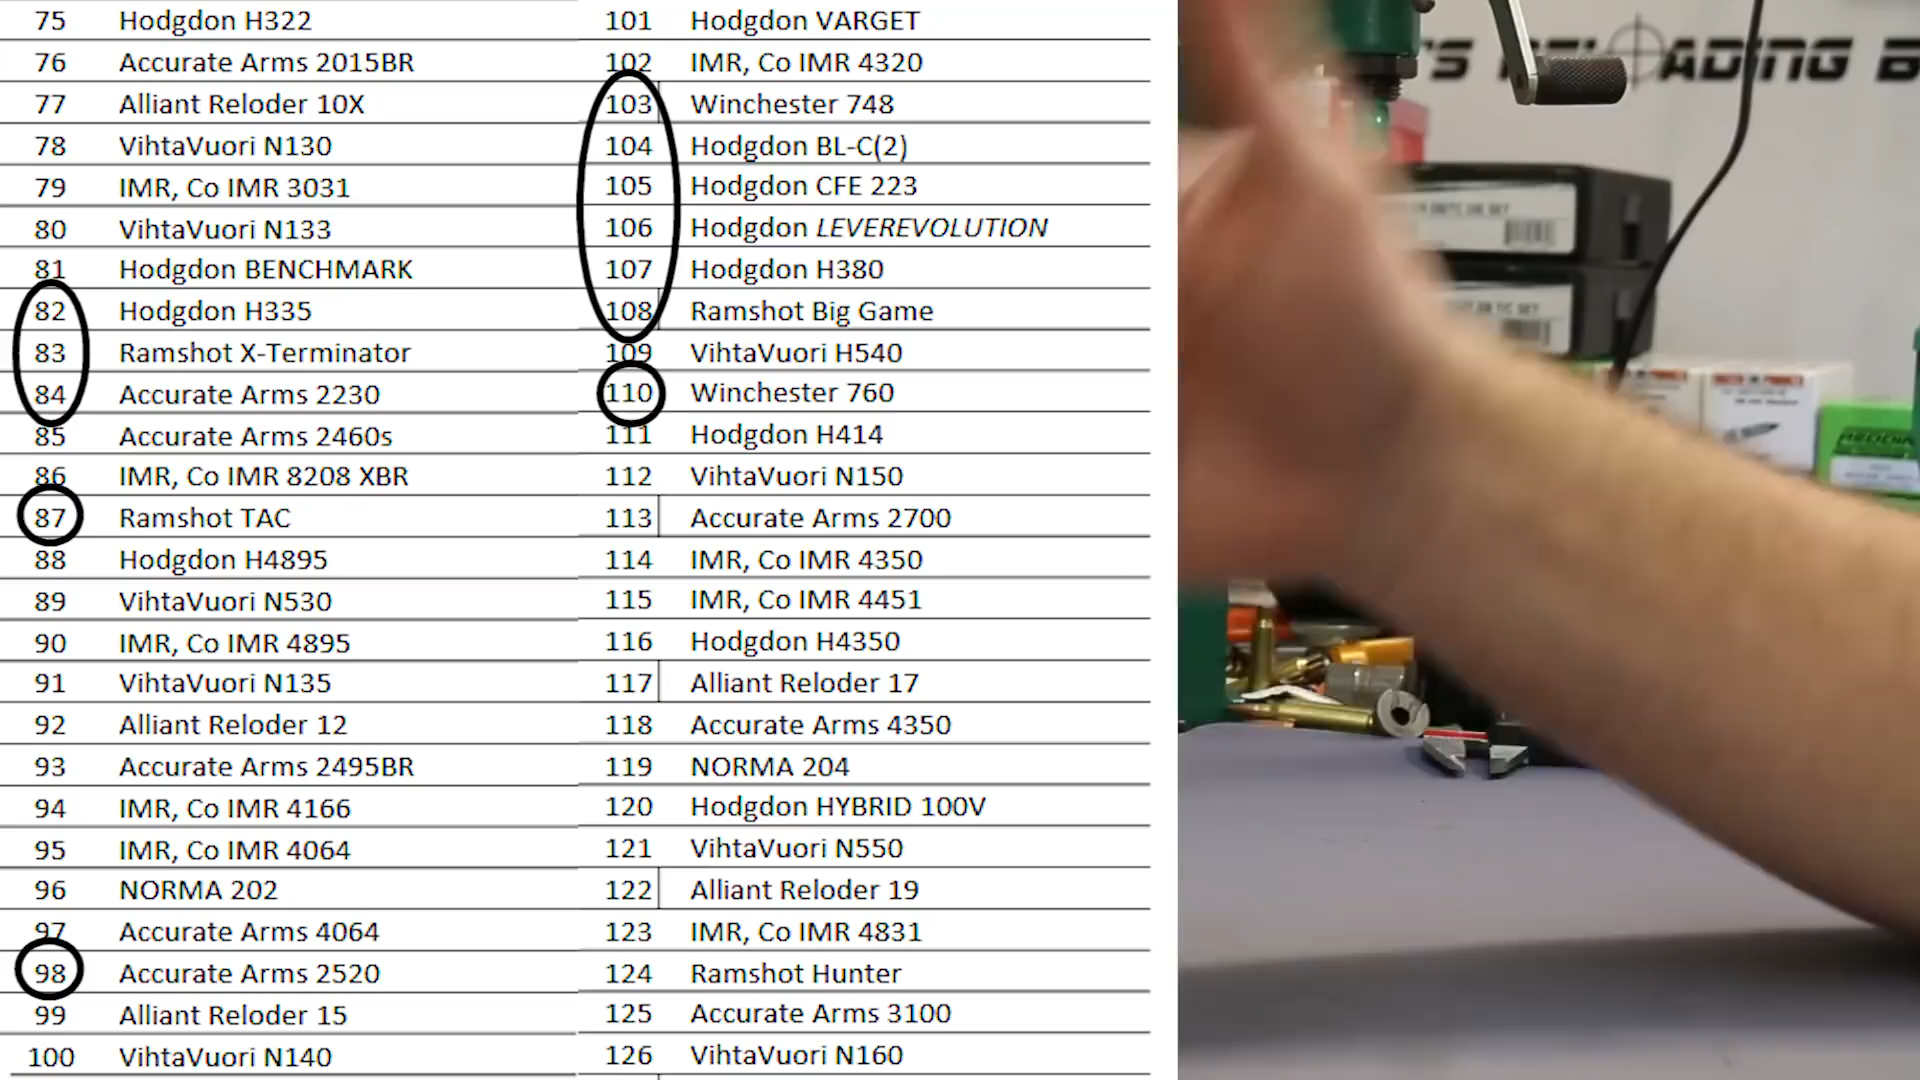 75 Hodgdon H322
76 Accurate Arms 2015BR
77 Alliant Reloder 10X
78 VihtaVuori N130
79 IMR, Co IMR 3031
80 VihtaVuori N133
81 Hodgdon BENCHMARK
82 Hodgdon H335
83 Ramshot X-Terminator
84 Accurate Arms 2230
85 Accurate Arms 2460s
86 IMR, Co IMR 8208 XBR
87 Ramshot TAC
88 Hodgdon H4895
89 VihtaVuori N530
90 IMR, Co IMR 4895
91 VihtaVuori N135
92 Alliant Reloder 12
93 Accurate Arms 2495BR
94 IMR, Co IMR 4166
95 IMR, Co IMR 4064
96 NORMA 202
97 Accurate Arms 4064
98 Accurate Arms 2520
99 Alliant Reloder 15
100 VihtaVuori N140
101 Hodgdon VARGET
102 IMR, Co IMR 4320
103 Winchester 748
104 Hodgdon BL-C(2)
105 Hodgdon CFE 223
106 Hodgdon LEVEREVOLUTION
107 Hodgdon H380
108 Ramshot Big Game
109 VihtaVuori H540
110 Winchester 760
111 Hodgdon H414
112 VihtaVuori N150
113 Accurate Arms 2700
114 IMR, Co IMR 4350
115 IMR, Co IMR 4451
116 Hodgdon H4350
117 Alliant Reloder 17
118 Accurate Arms 4350
119 NORMA 204
120 Hodgdon HYBRID 100V
121 VihtaVuori N550
122 Alliant Reloder 19
123 IMR, Co IMR 4831
124 Ramshot Hunter
125 Accurate Arms 3100
126 VihtaVuori N160